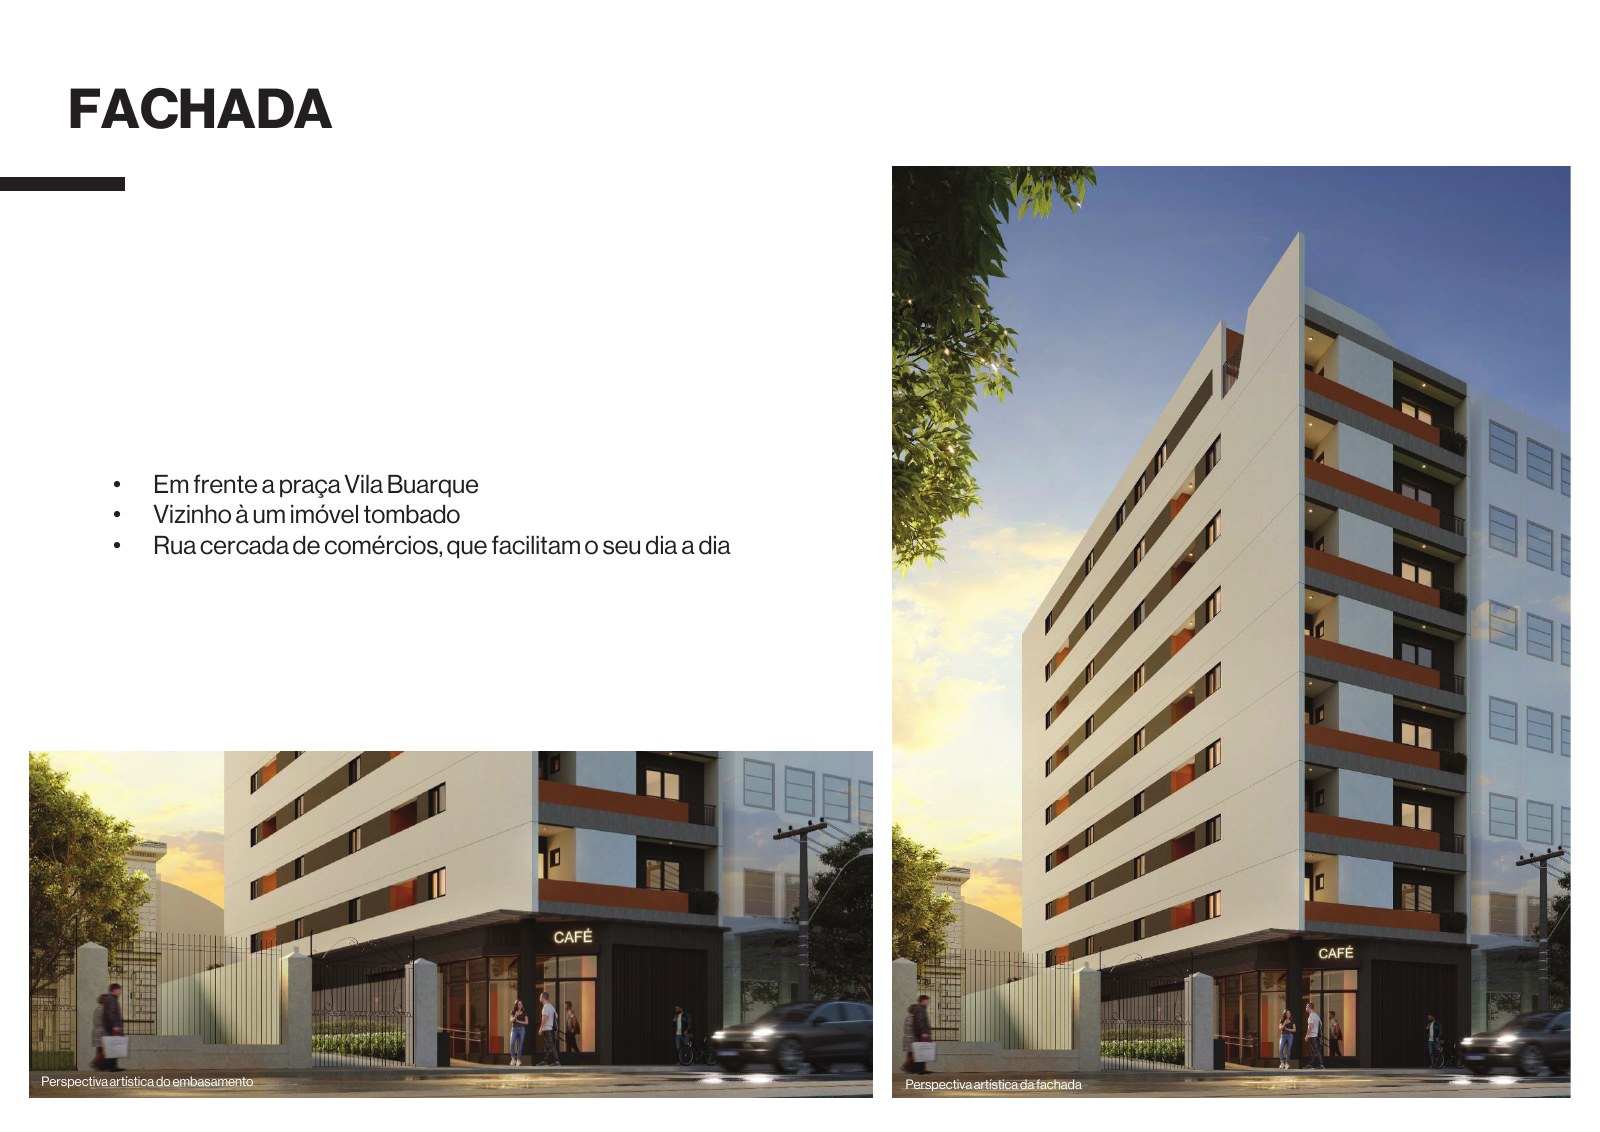 FACHADA
• Em frente a praça Vila Buarque
• Vizinho à um imóvel tombado
• Rua cercada de comércios, que facilitam o seu dia a dia
CAFÉ
Perspectiva artística do embasamento
CAFÉ
Perspectiva artística da fachada